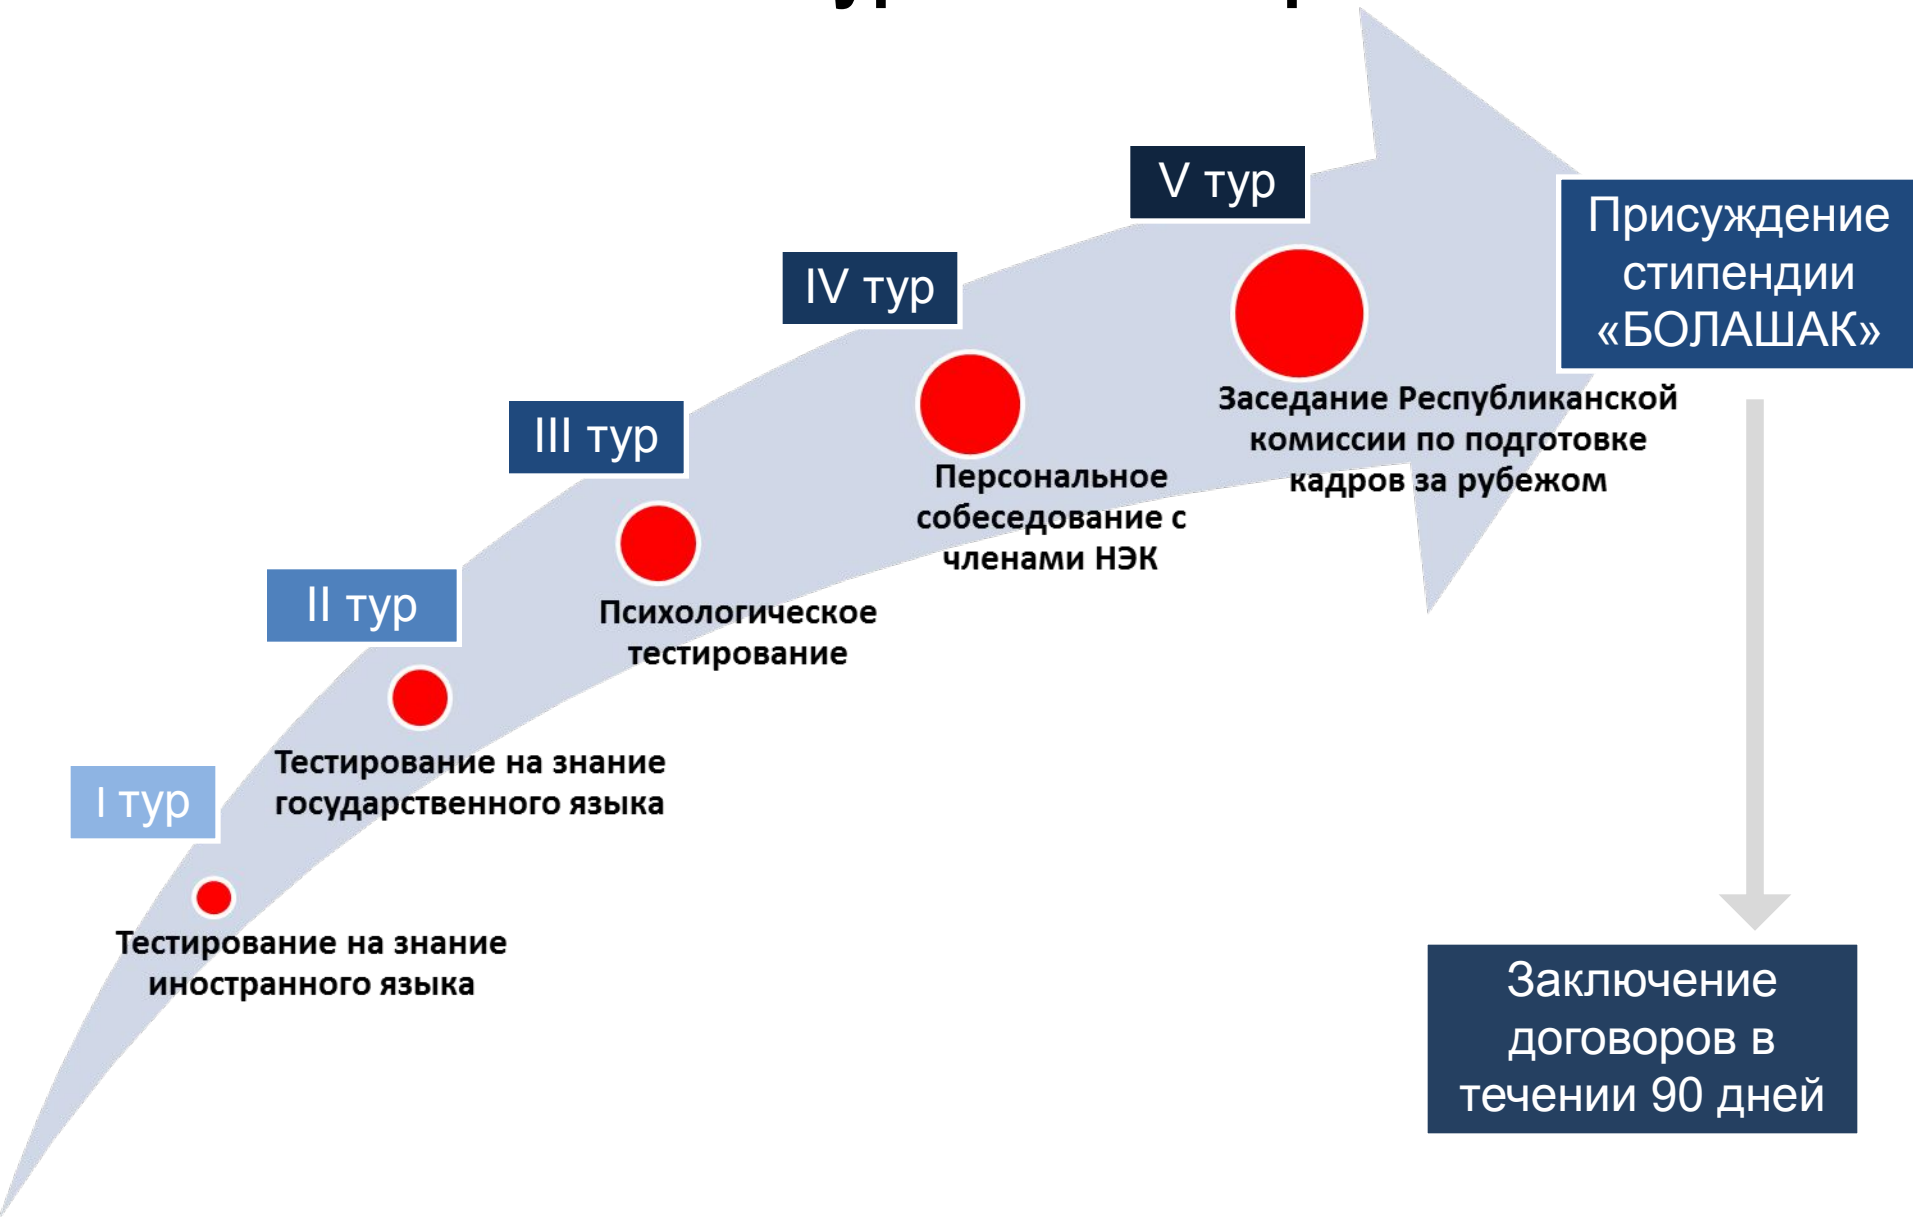 I тур
Тестирование на знание
иностранного языка
II тур
Тестирование на знание
государственного языка
III тур
Психологическое
тестирование
IV тур
Персональное
собеседование с
членами НЭК
V тур
Заседание Республиканской
комиссии по подготовке
кадров за рубежом
Присуждение
стипендии
«БОЛАШАК»
Заключение
договоров в
течении 90 дней